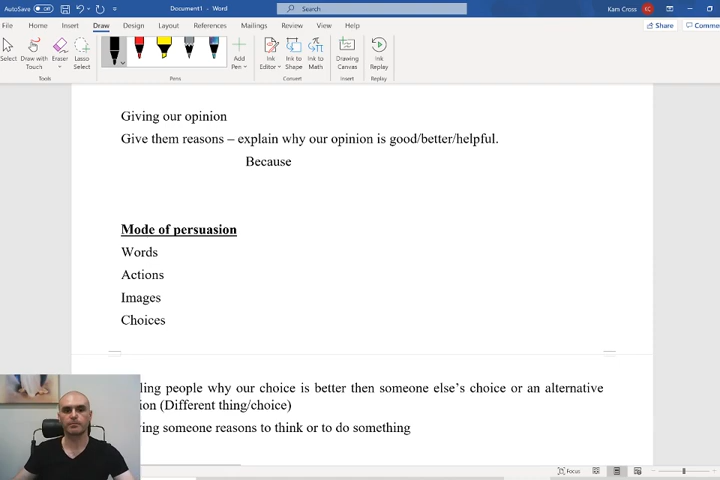 AutoSave Off Document1 - Word Search Kam Cross KC
File Home Insert Draw Design Layout References Mailings Review View Help Share Comme
Select Draw with Touch Eraser Lasso Select Add Pen Ink Editor Ink to Shape Ink to Math Drawing Canvas Ink Replay
Tools Pens Convert Insert Replay
Giving our opinion
Give them reasons – explain why our opinion is good/better/helpful.
Because
Mode of persuasion
Words
Actions
Images
Choices
ling people why our choice is better then someone else's choice or an alternative
ion (Different thing/choice)
ing someone reasons to think or to do something
Focus